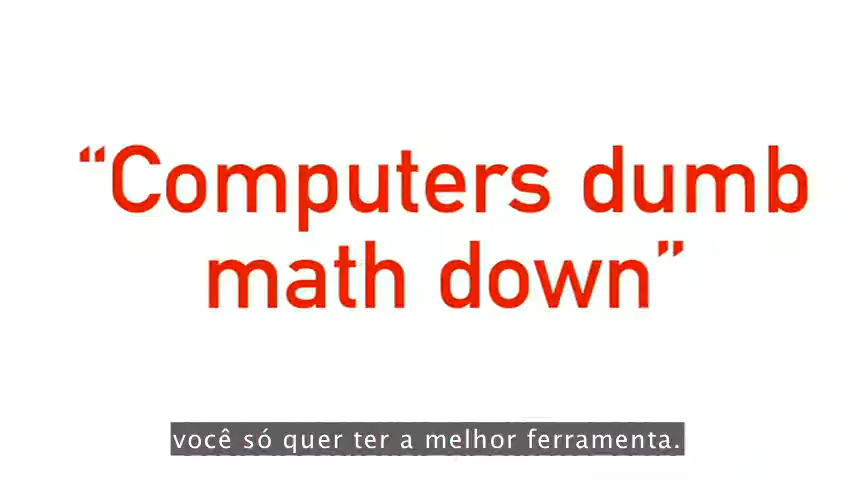 “Computers dumb
math down”
você só quer ter a melhor ferramenta.